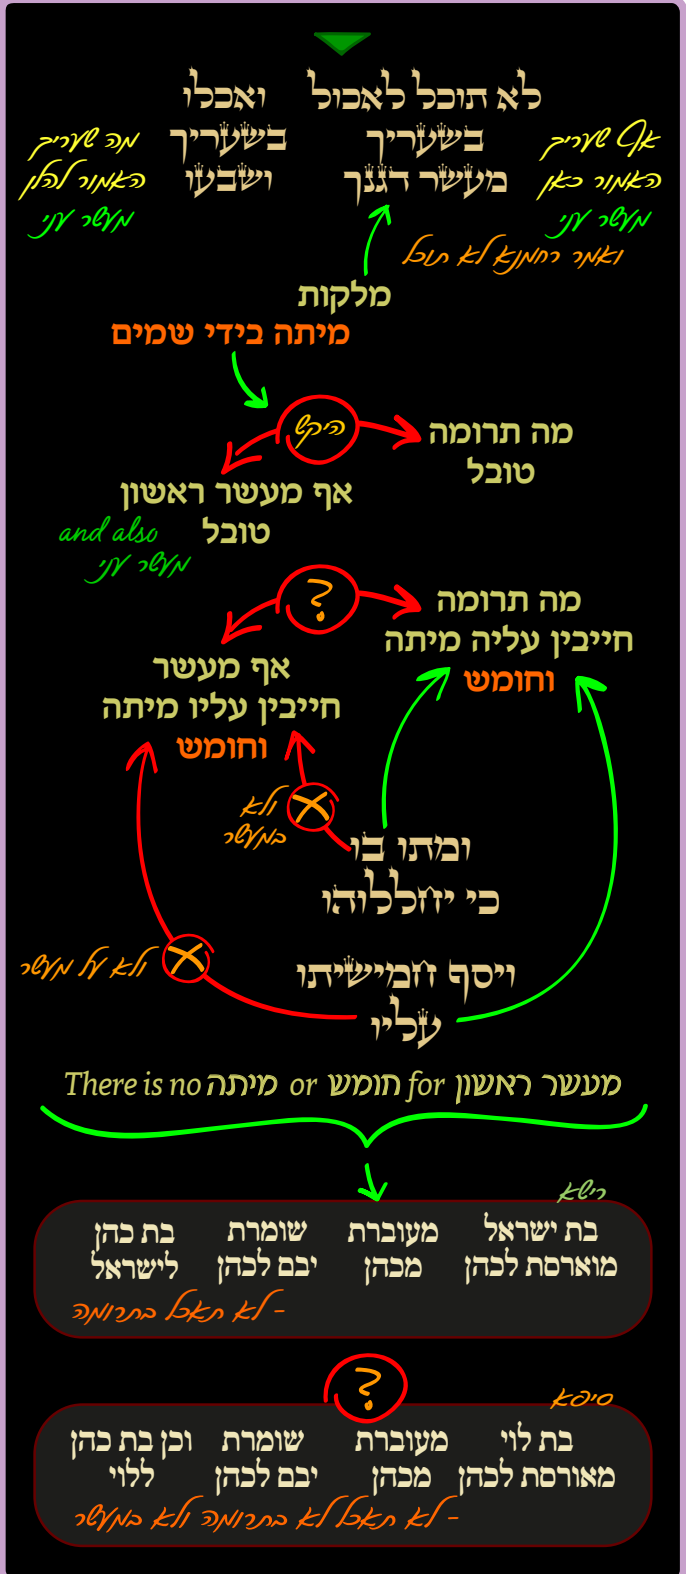 לא תוכל לאכול
בשעריך
מעשר דגנך
ואכלו
בשעריך
ושבעו
אף שעריך
האמור כאן
מעשר עני
מה שעריך
האמור להלן
מעשר עני
ואמר רחמנא לא תוכל
מלקות
מיתה בידי שמים
היקש
מה תרומה
טובל
אף מעשר ראשון
טובל
and also
מעשר עני
?
מה תרומה
חייבין עליה מיתה
וחומש
אף מעשר
חייבין עליו מיתה
וחומש
ולא
במעשר
ומתו בו
כי יחללוהו
ולא על מעשר
ויסף חמישיתו
עליו
There is no מיתה or חומש for מעשר ראשון
רישא
בת ישראל
מוארסת לכהן
מעוברת
מכהן
שומרת
יבם לכהן
בת כהן
לישראל
- לא תאכל בתרומה
?
סיפא
בת לוי
מאורסת לכהן
מעוברת
מכהן
שומרת
יבם לכהן
וכן בת כהן
ללוי
- לא תאכל לא בתרומה ולא במעשר